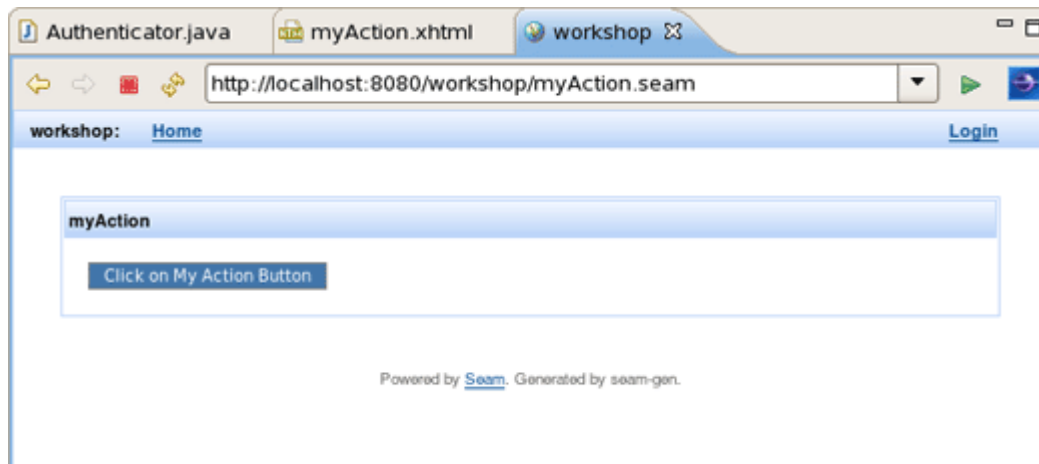 Authenticator.java myAction.xhtml workshop
http://localhost:8080/workshop/myAction.seam
workshop: Home Login
myAction
Click on My Action Button
Powered by Seam. Generated by seam-gen.